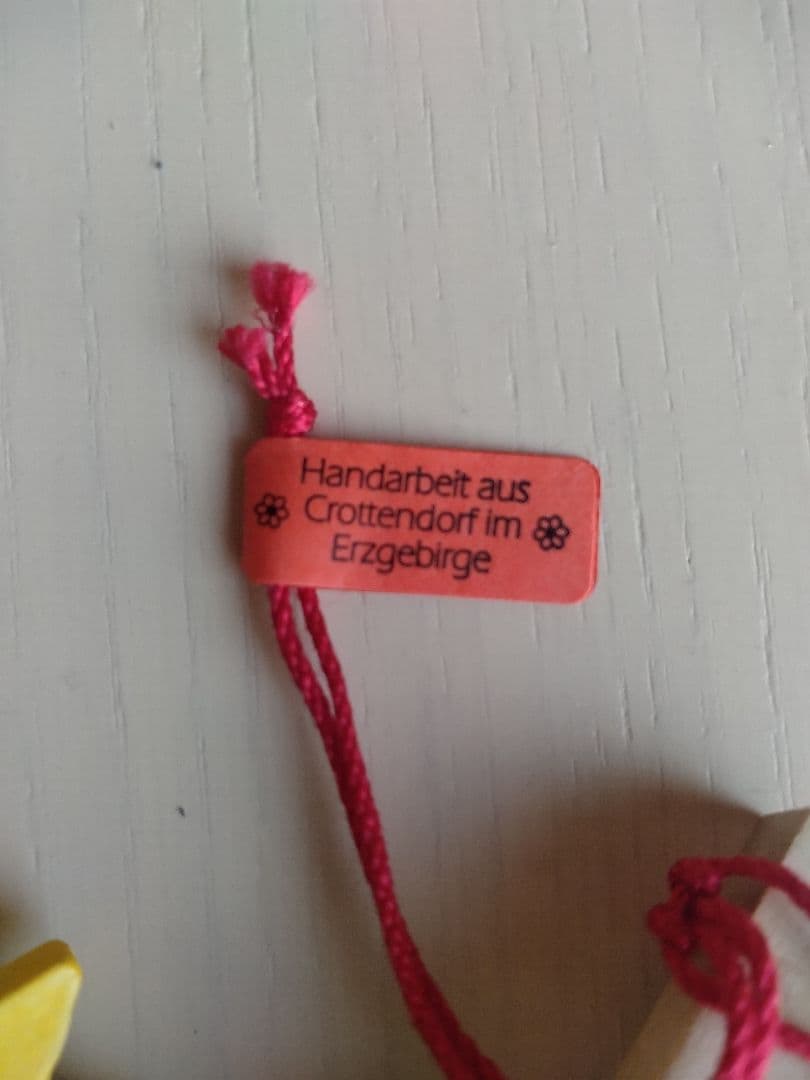 Handarbeit aus
Crottendorf im
Erzgebirge